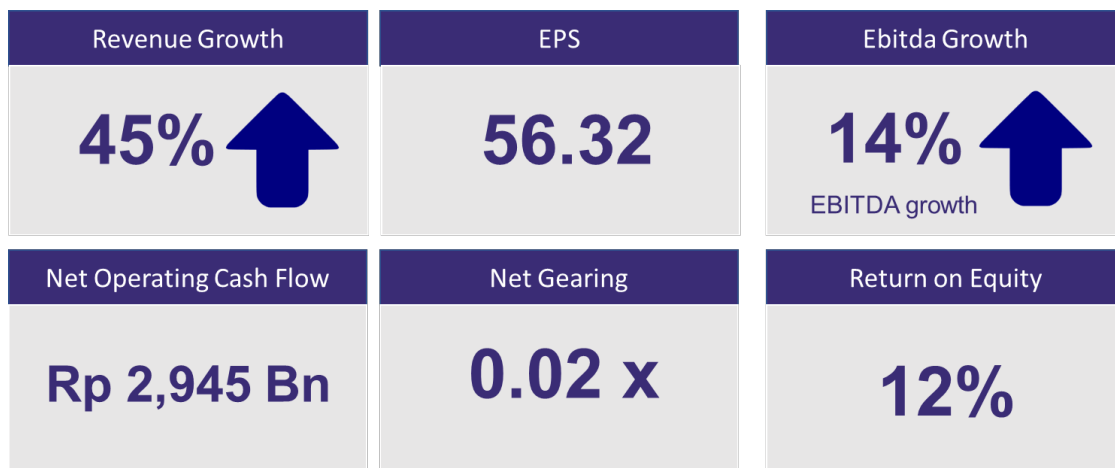 Revenue Growth
45%
EPS
56.32
Ebitda Growth
14%
EBITDA growth
Net Operating Cash Flow
Rp 2,945 Bn
Net Gearing
0.02 x
Return on Equity
12%